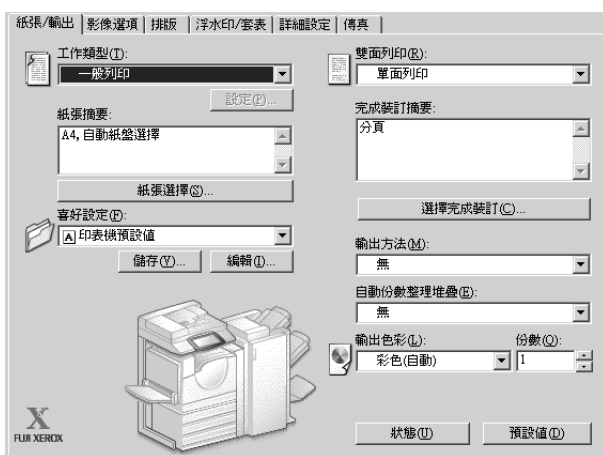 紙張/輸出 影像選項 排版 浮水印/套表 詳細設定 傳真
工作類型(T):
一般列印
設定(P)...
紙張摘要:
A4, 自動紙盤選擇
紙張選擇(S)...
喜好設定(F):
A 印表機預設值
儲存(V)... 編輯(I)...
X
FUJI XEROX
雙面列印(R):
單面列印
完成裝訂摘要:
分頁
選擇完成裝訂(C)...
輸出方法(M):
無
自動份數整理堆疊(E):
無
輸出色彩(L): 份數(Q):
彩色(自動) 1
狀態(U) 預設值(D)